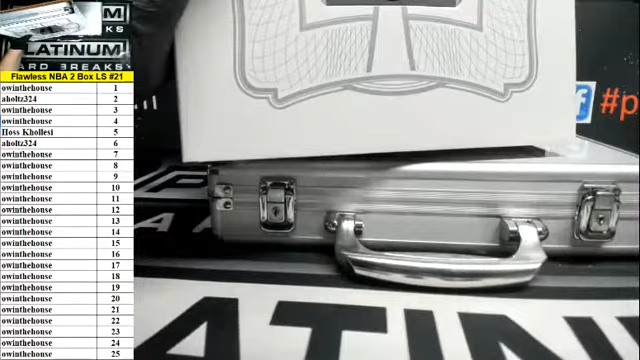 M
KS
PLATINUM
ARD BREAKS
Flawless NBA 2 Box LS #21
owinthehouse 1
aholtz324 2
owinthehouse 3
owinthehouse 4
Hoss Khollesi 5
aholtz324 6
owinthehouse 7
owinthehouse 8
owinthehouse 9
owinthehouse 10
owinthehouse 11
owinthehouse 12
owinthehouse 13
owinthehouse 14
owinthehouse 15
owinthehouse 16
owinthehouse 17
owinthehouse 18
owinthehouse 19
owinthehouse 20
owinthehouse 21
owinthehouse 22
owinthehouse 23
owinthehouse 24
owinthehouse 25
#p
A
ATIN